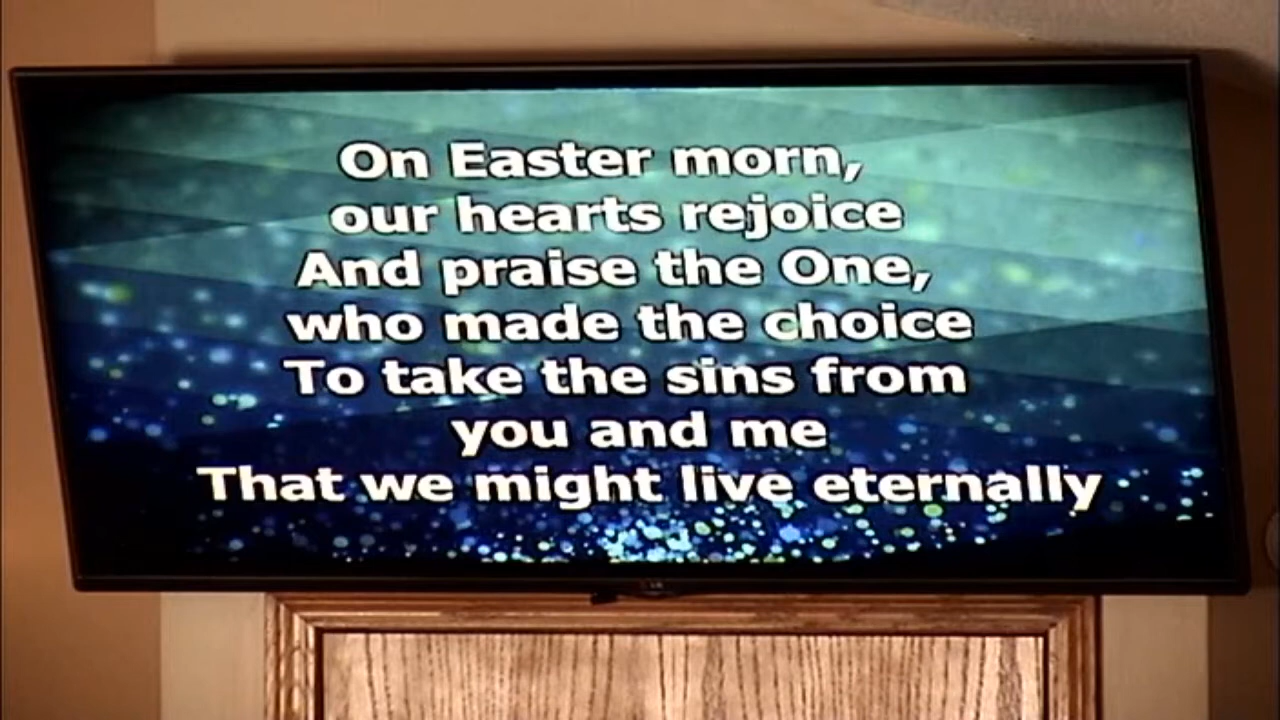 On Easter morn,
our hearts rejoice
And praise the One,
who made the choice
To take the sins from
you and me
That we might live eternally
LG